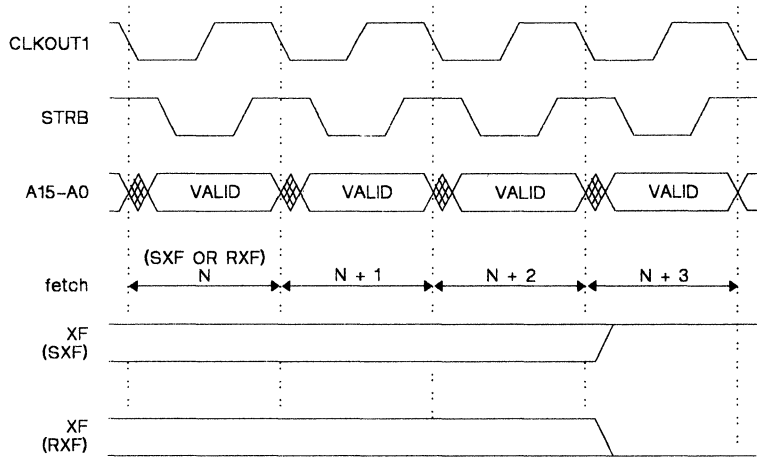 CLKOUT1
STRB
A15-A0 VALID VALID VALID VALID
(SXF OR RXF)
fetch N N + 1 N + 2 N + 3
XF
(SXF)
XF
(RXF)